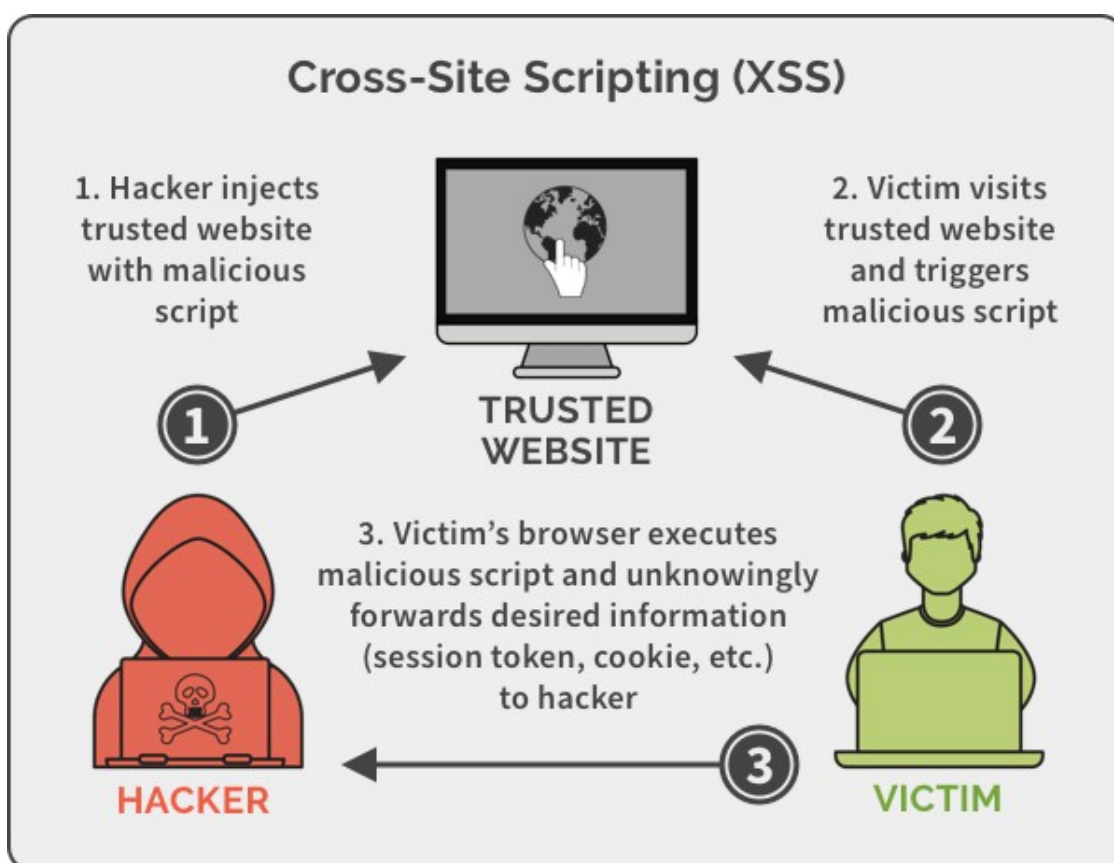 Cross-Site Scripting (XSS)
1. Hacker injects
trusted website
with malicious
script
2. Victim visits
trusted website
and triggers
malicious script
1
TRUSTED
WEBSITE
2
3. Victim’s browser executes
malicious script and unknowingly
forwards desired information
(session token, cookie, etc.)
to hacker
3
HACKER
VICTIM